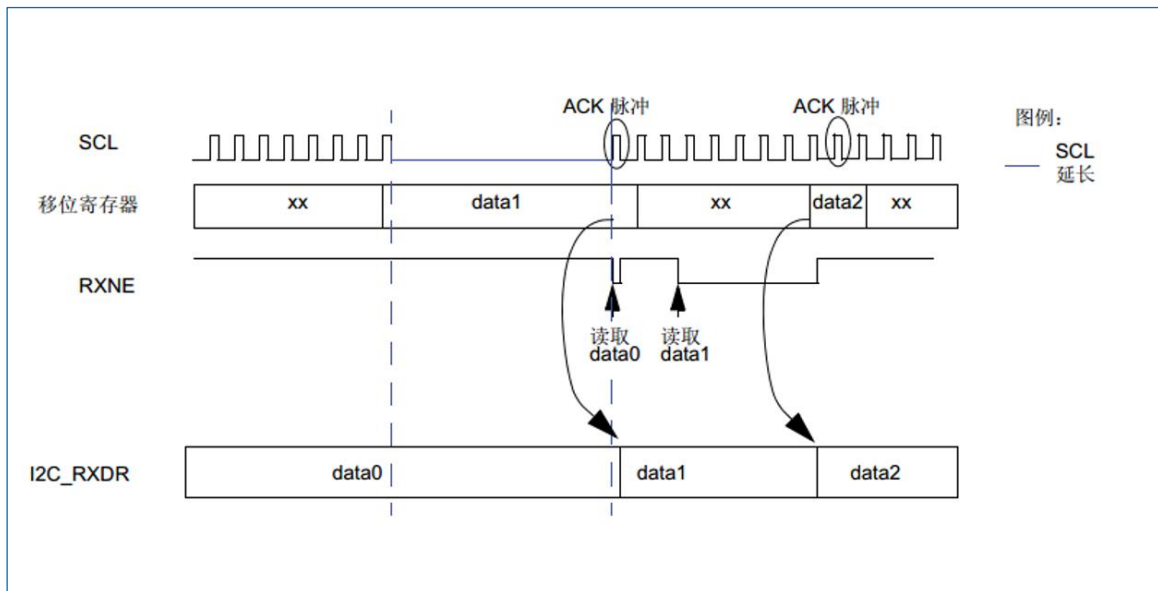 ACK 脉冲
ACK 脉冲
图例：
SCL
SCL
延长
移位寄存器
xx
data1
xx
data2
xx
RXNE
读取
data0
读取
data1
I2C_RXDR
data0
data1
data2